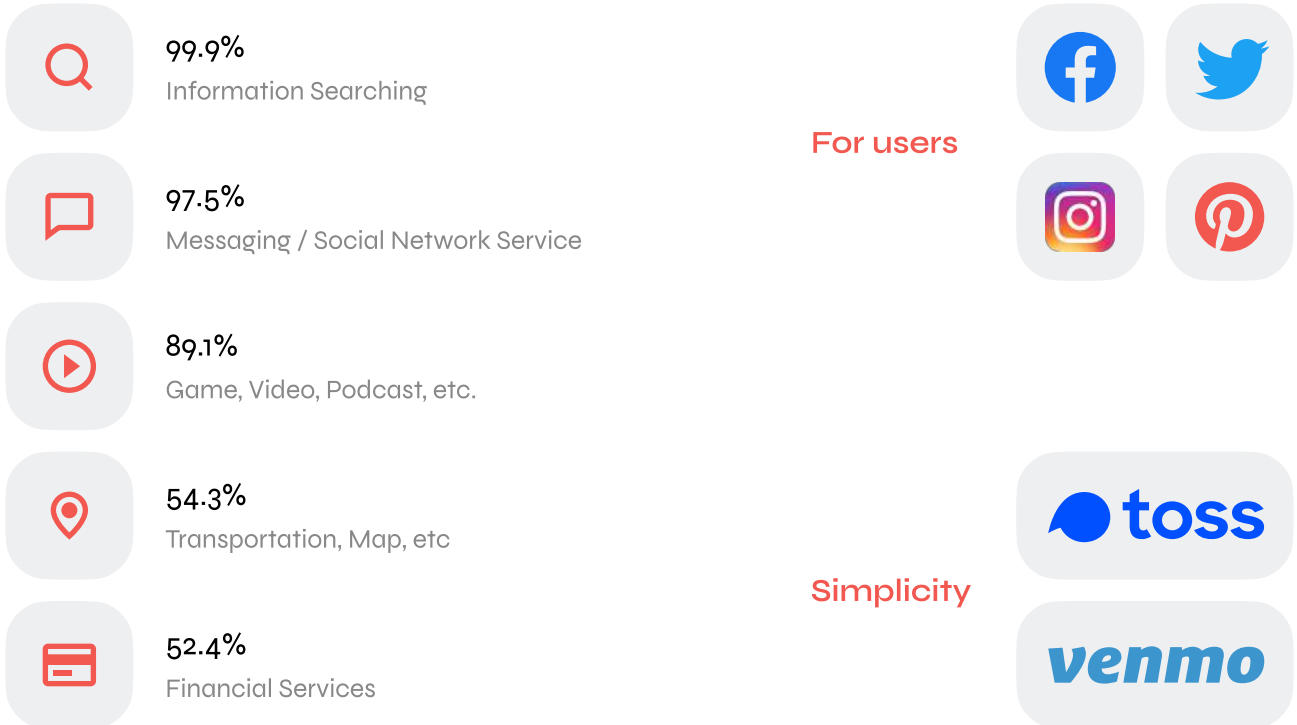 99.9%
Information Searching
97.5%
Messaging / Social Network Service
89.1%
Game, Video, Podcast, etc.
54.3%
Transportation, Map, etc
52.4%
Financial Services
For users
Simplicity
toss
venmo